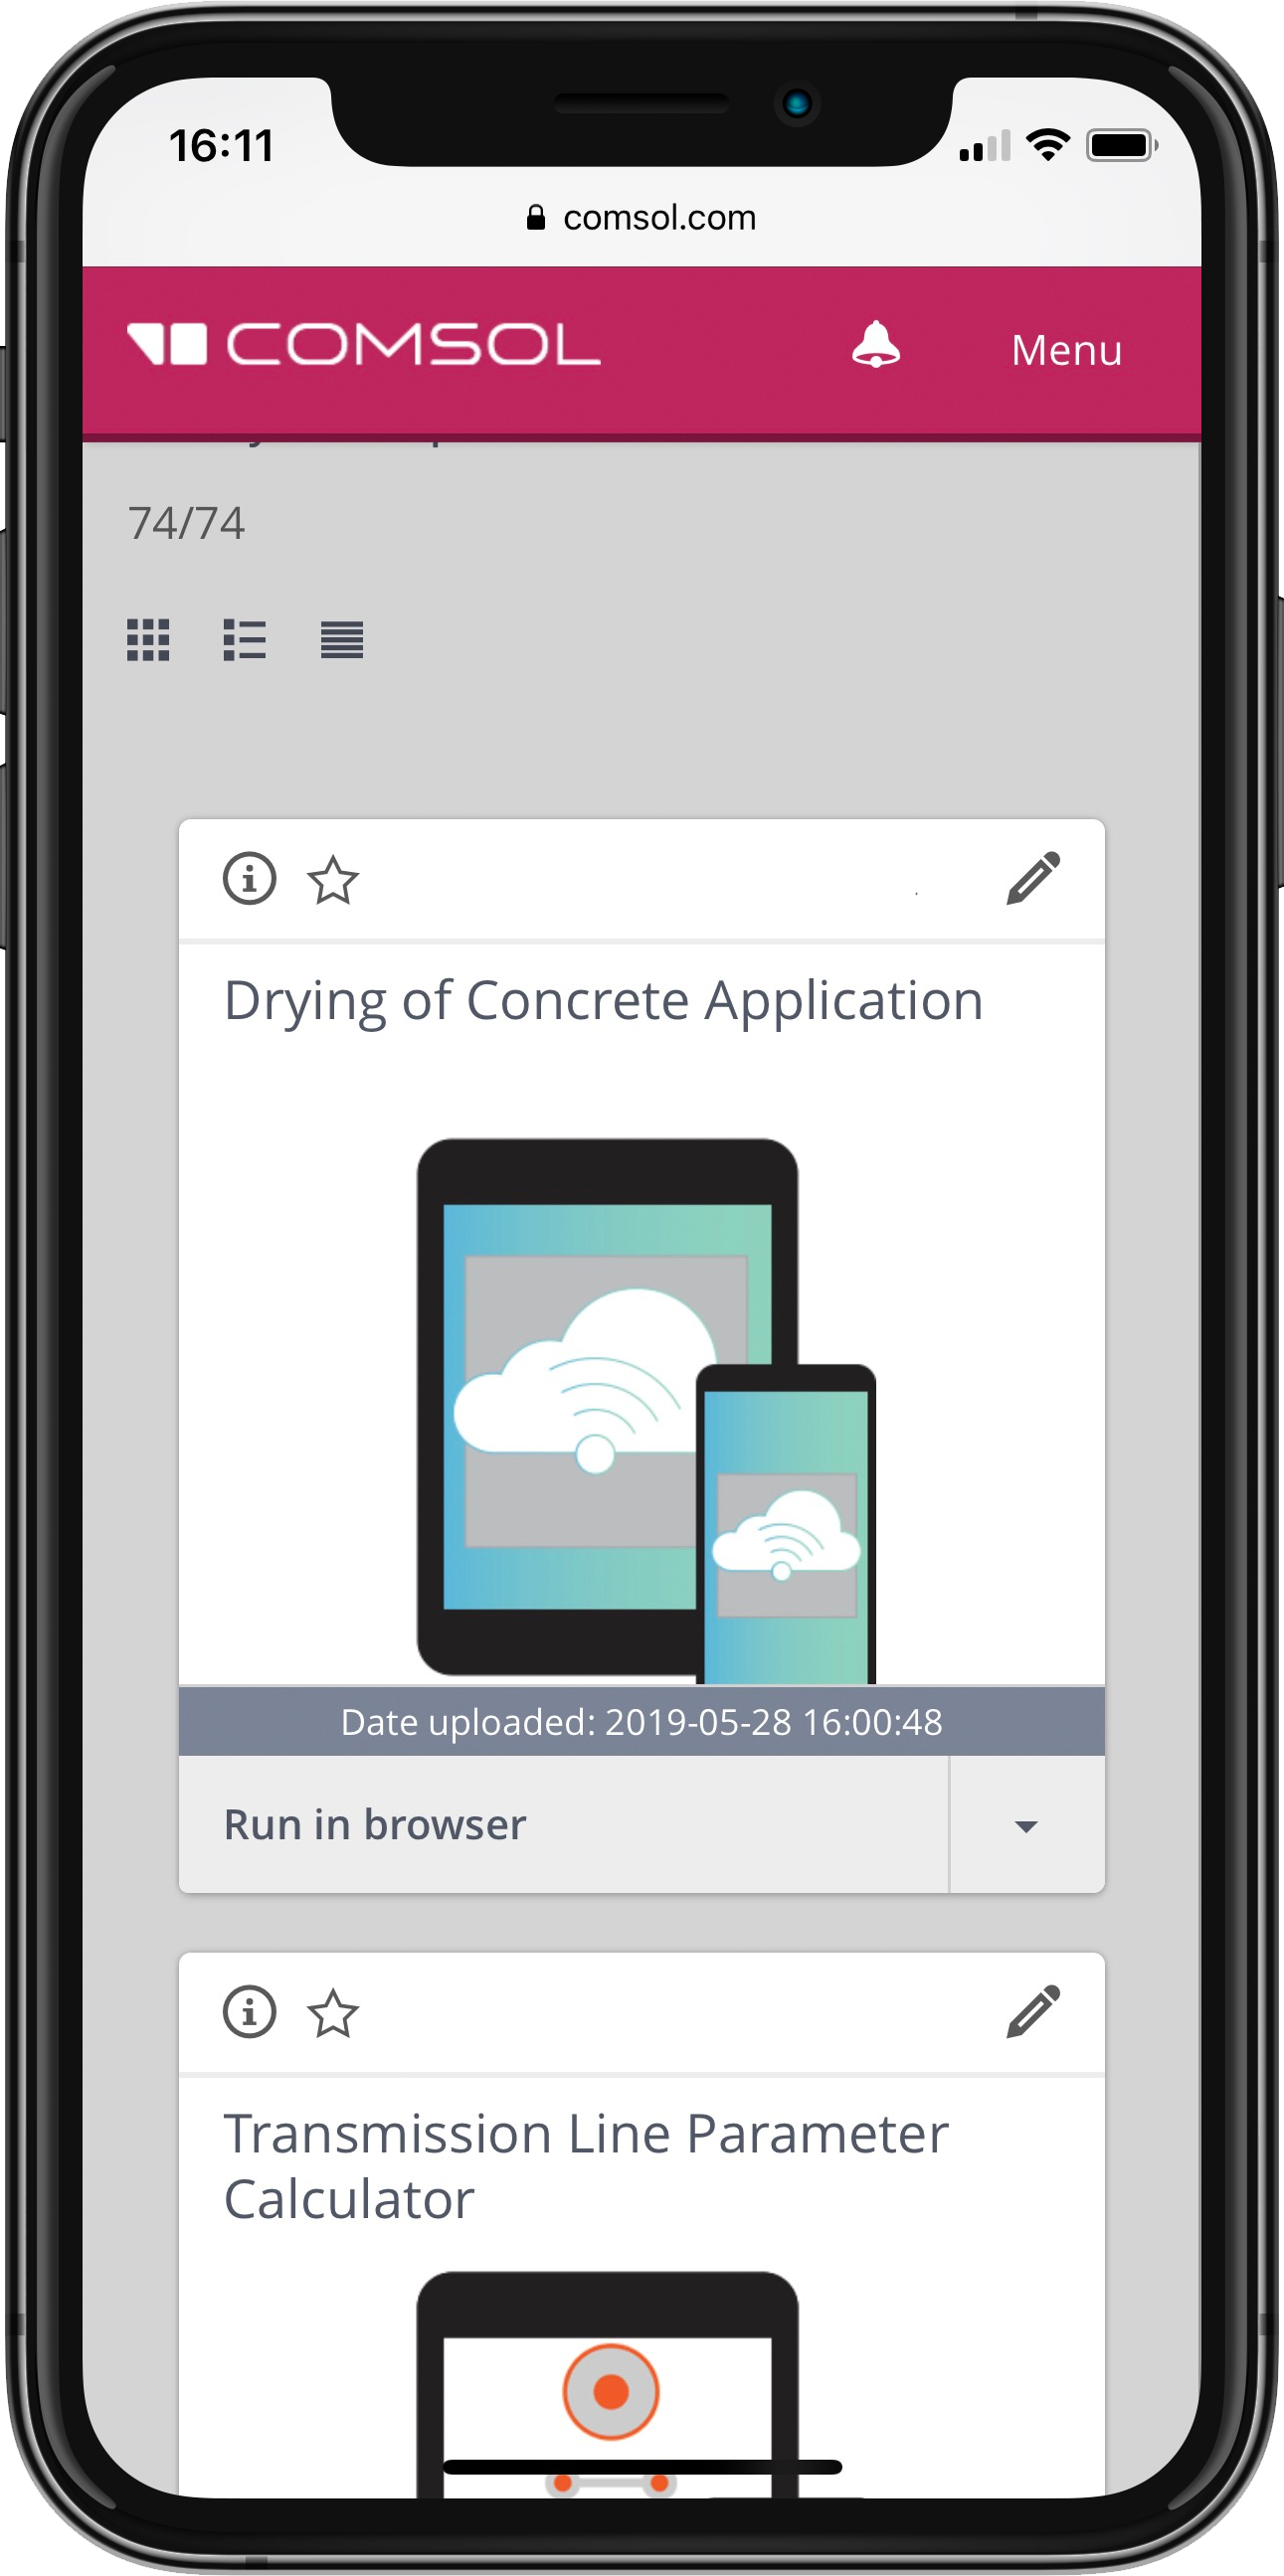 16:11
comsol.com
COMSOL
Menu
74/74
Drying of Concrete Application
Date uploaded: 2019-05-28 16:00:48
Run in browser
Transmission Line Parameter
Calculator